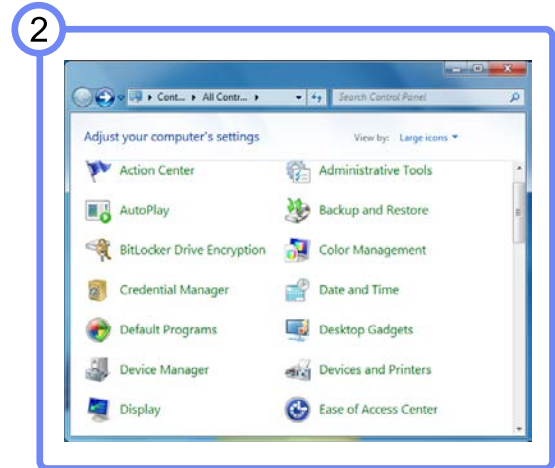 2
Cont... All Contr... Search Control Panel
Adjust your computer's settings View by: Large icons
Action Center Administrative Tools
AutoPlay Backup and Restore
BitLocker Drive Encryption Color Management
Credential Manager Date and Time
Default Programs Desktop Gadgets
Device Manager Devices and Printers
Display Ease of Access Center